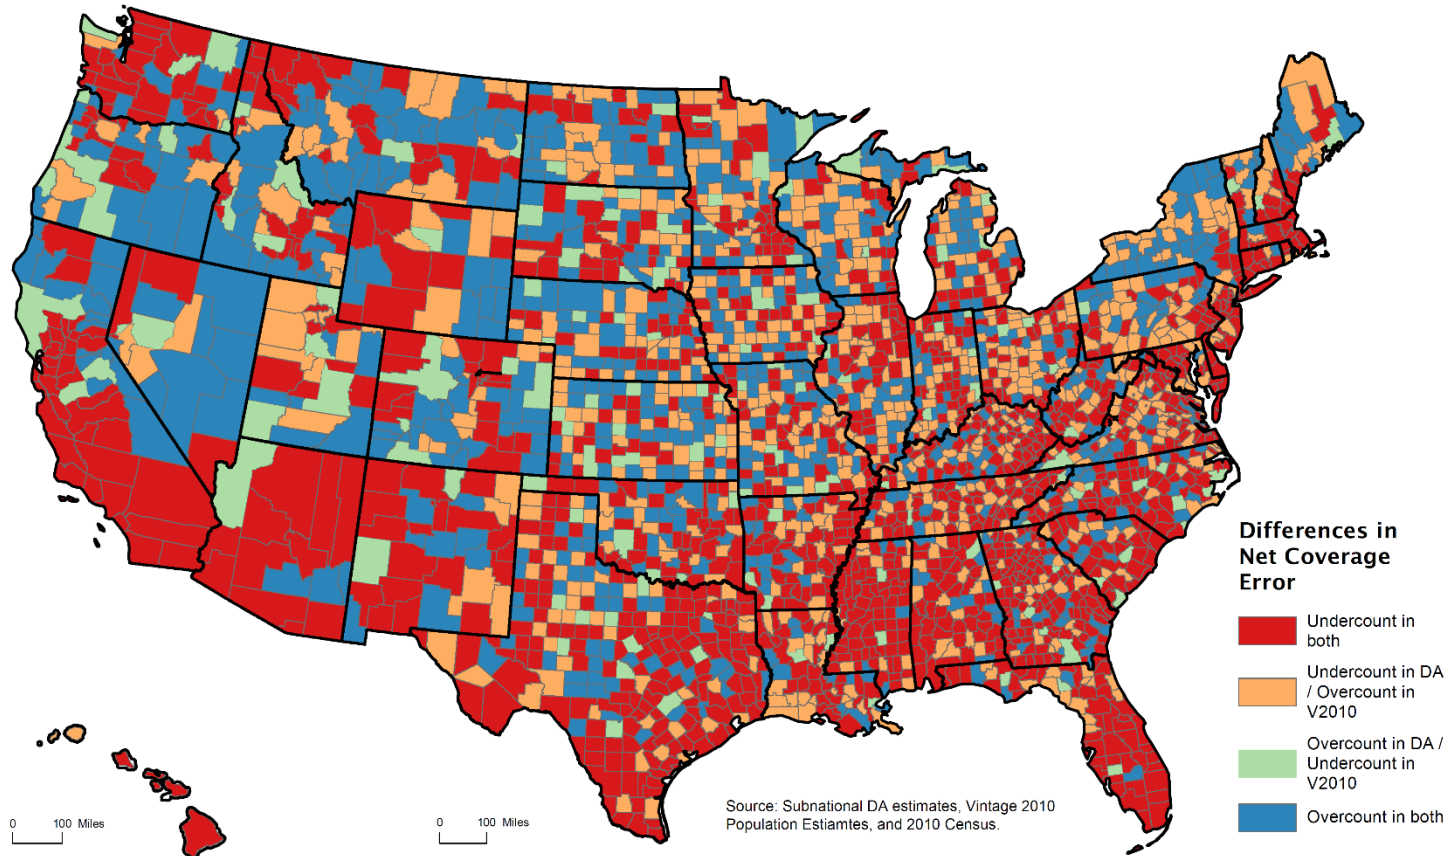 Differences in
Net Coverage
Error
Undercount in
both
Undercount in DA
/ Overcount in
V2010
Overcount in DA /
Undercount in
V2010
Overcount in both
Source: Subnational DA estimates, Vintage 2010
Population Estiamtes, and 2010 Census.
0 100 Miles
0 100 Miles